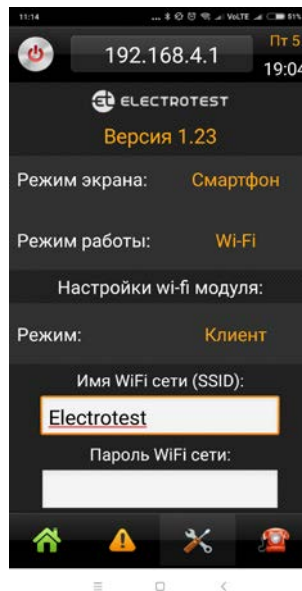 11:14 ... VoLTE 51%
192.168.4.1
Пт 5
19:04
et ELECTROTEST
Версия 1.23
Режим экрана: Смартфон
Режим работы: Wi-Fi
Настройки wi-fi модуля:
Режим: Клиент
Имя WiFi сети (SSID):
Electrotest
Пароль WiFi сети: